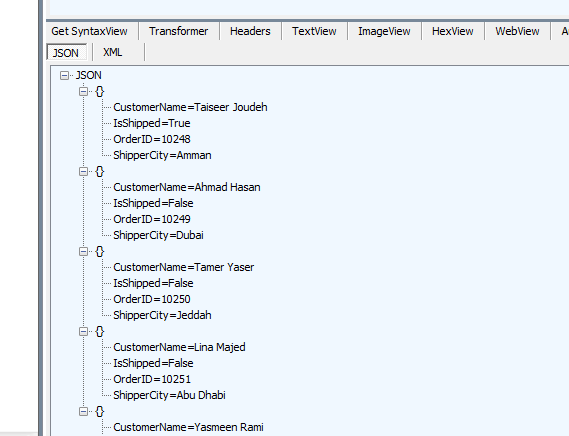 Get SyntaxView Transformer Headers TextView ImageView HexView WebView
JSON XML
JSON
{}
CustomerName=Taiseer Joudeh
IsShipped=True
OrderID=10248
ShipperCity=Amman
{}
CustomerName=Ahmad Hasan
IsShipped=False
OrderID=10249
ShipperCity=Dubai
{}
CustomerName=Tamer Yaser
IsShipped=False
OrderID=10250
ShipperCity=Jeddah
{}
CustomerName=Lina Majed
IsShipped=False
OrderID=10251
ShipperCity=Abu Dhabi
{}
CustomerName=Yasmeen Rami